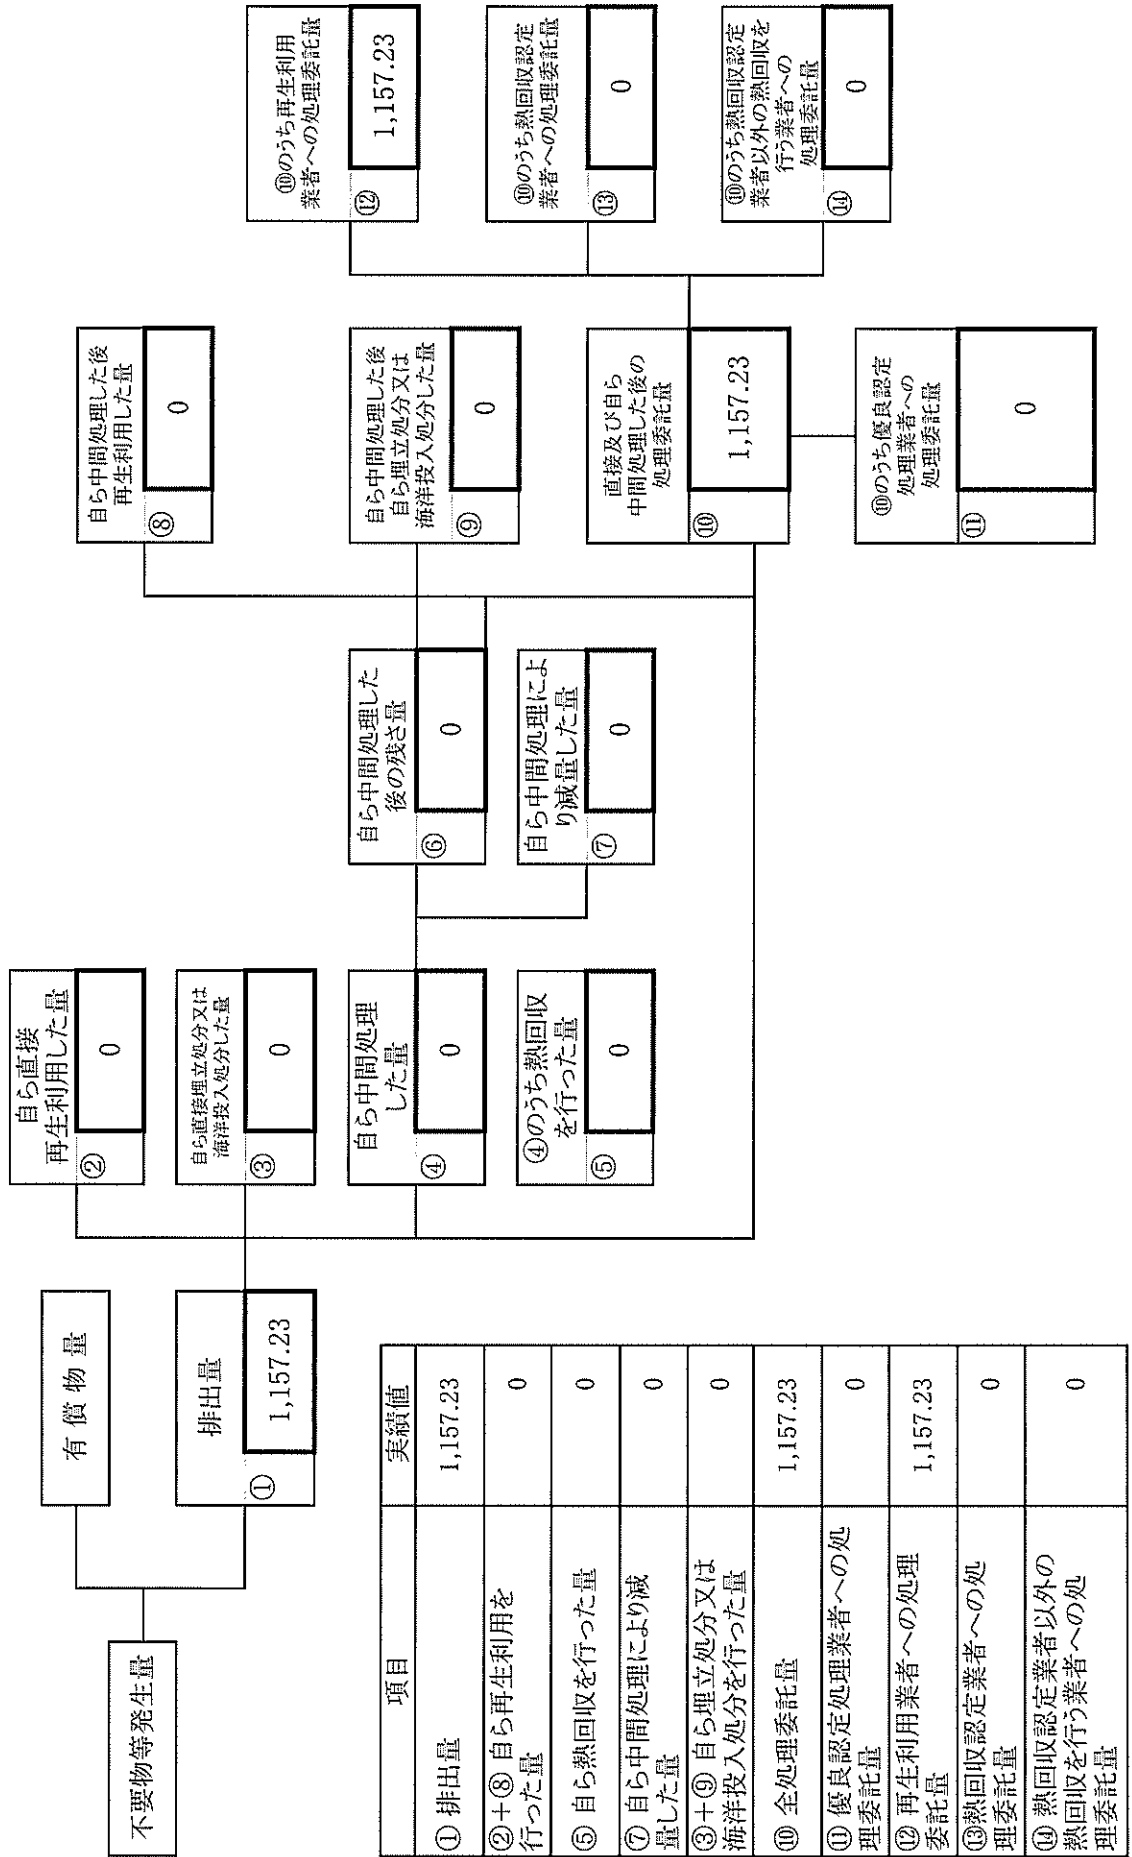 不要物等発生量
有償物量
排出量
①
1,157.23
自ら直接
再生利用した量
②
0
自ら直接埋立処分又は
海洋投入処分した量
③
0
自ら中間処理
した量
④
0
④のうち熱回収
を行った量
⑤
0
自ら中間処理した
後の残さ量
⑥
0
自ら中間処理によ
り減量した量
⑦
0
自ら中間処理した後
再生利用した量
⑧
0
自ら中間処理した後
自ら埋立処分又は
海洋投入処分した量
⑨
0
直接及び自ら
中間処理した後の
処理委託量
⑩
1,157.23
⑩のうち優良認定
処理業者への
処理委託量
⑪
0
⑩のうち再生利用
業者への処理委託量
⑫
1,157.23
⑩のうち熱回収認定
業者への処理委託量
⑬
0
⑩のうち熱回収認定
業者以外の熱回収を
行う業者への
処理委託量
⑭
0
項目 実績値
① 排出量 1,157.23
②+⑧ 自ら再生利用を
行った量 0
⑤ 自ら熱回収を行った量 0
⑦ 自ら中間処理により減
量した量 0
③+⑨ 自ら埋立処分又は
海洋投入処分を行った量 0
⑩ 全処理委託量 1,157.23
⑪ 優良認定処理業者への処
理委託量 0
⑫ 再生利用業者への処理
委託量 1,157.23
⑬熱回収認定業者への処
理委託量 0
⑭ 熱回収認定業者以外の
熱回収を行う業者への処
理委託量 0